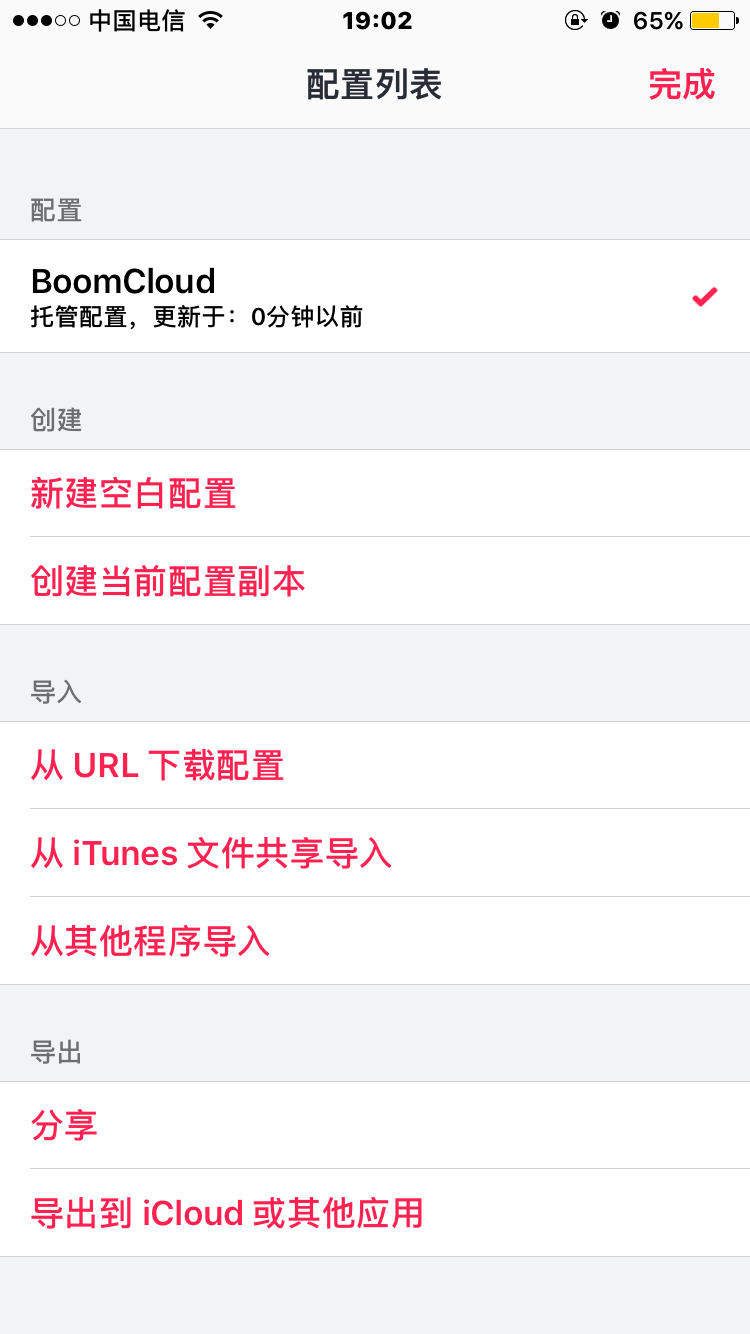 中国电信 19:02 65%
配置列表 完成
配置
BoomCloud
托管配置，更新于：0分钟以前
创建
新建空白配置
创建当前配置副本
导入
从 URL 下载配置
从 iTunes 文件共享导入
从其他程序导入
导出
分享
导出到 iCloud 或其他应用